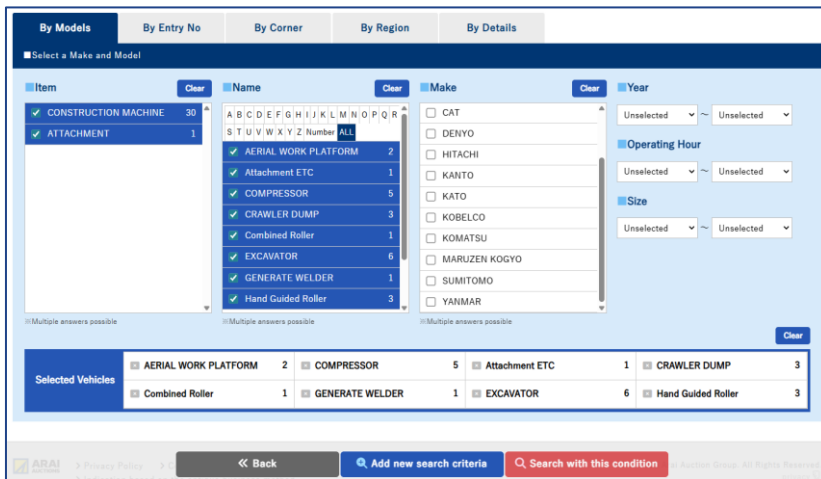 By Models By Entry No By Corner By Region By Details
■Select a Make and Model
■Item Clear
CONSTRUCTION MACHINE 30
ATTACHMENT 1
※Multiple answers possible
■Name Clear
A B C D E F G H I J K L M N O P Q R
S T U V W X Y Z Number ALL
AERIAL WORK PLATFORM 2
Attachment ETC 1
COMPRESSOR 5
CRAWLER DUMP 3
Combined Roller 1
EXCAVATOR 6
GENERATE WELDER 1
Hand Guided Roller 3
※Multiple answers possible
■Make Clear
CAT
DENYO
HITACHI
KANTO
KATO
KOBELCO
KOMATSU
MARUZEN KOGYO
SUMITOMO
YANMAR
※Multiple answers possible
■Year
Unselected ~ Unselected
■Operating Hour
Unselected ~ Unselected
■Size
Unselected ~ Unselected
Clear
Selected Vehicles
AERIAL WORK PLATFORM 2 COMPRESSOR 5 Attachment ETC 1 CRAWLER DUMP 3
Combined Roller 1 GENERATE WELDER 1 EXCAVATOR 6 Hand Guided Roller 3
ARAI > Privacy Policy Auction Group. All Rights Reserved
≪ Back Add new search criteria Search with this condition